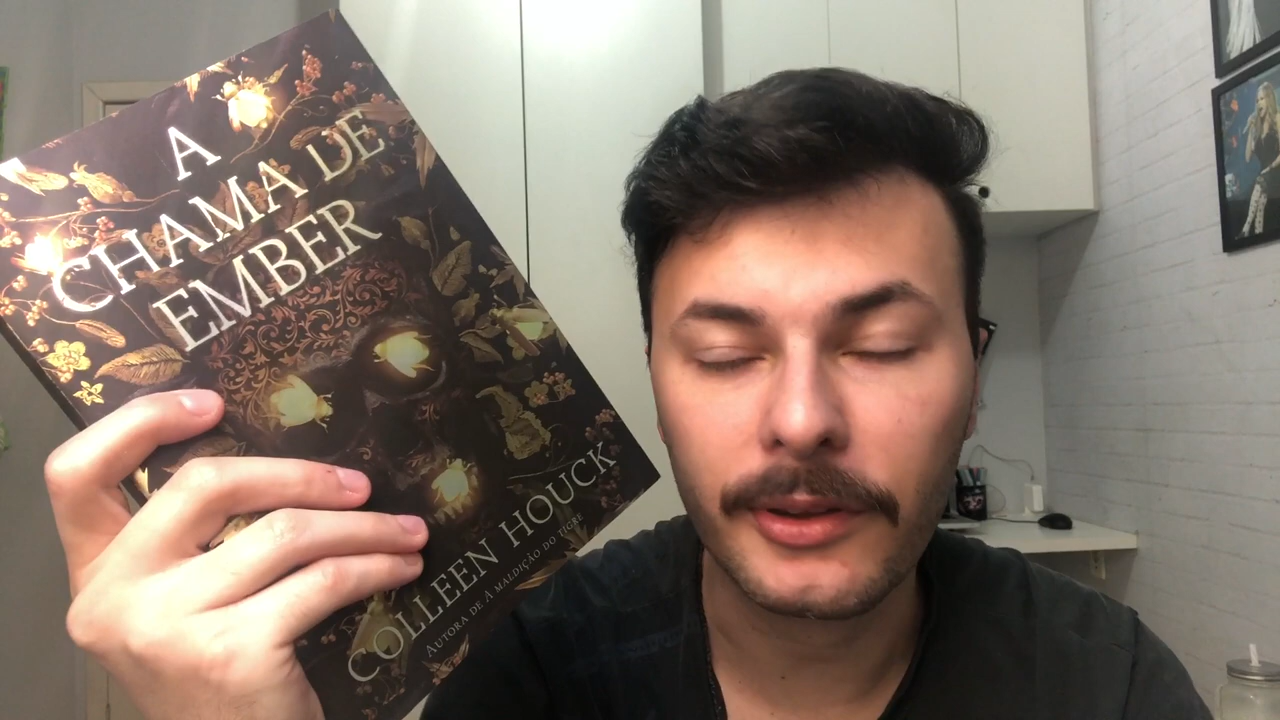 A
CHAMA DE
EMBER
COLLEEN HOUCK
AUTORA DE A MALDIÇÃO DO TIGRE